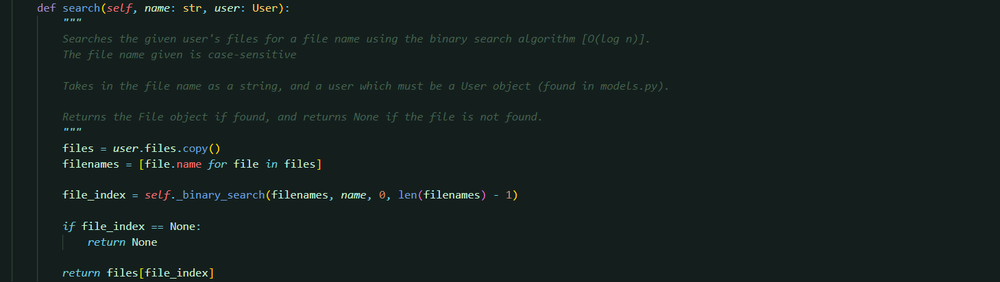 def search(self, name: str, user: User):
"""
Searches the given user's files for a file name using the binary search algorithm [O(log n)].
The file name given is case-sensitive
Takes in the file name as a string, and a user which must be a User object (found in models.py).
Returns the File object if found, and returns None if the file is not found.
"""
files = user.files.copy()
filenames = [file.name for file in files]
file_index = self._binary_search(filenames, name, 0, len(filenames) - 1)
if file_index == None:
return None
return files[file_index]